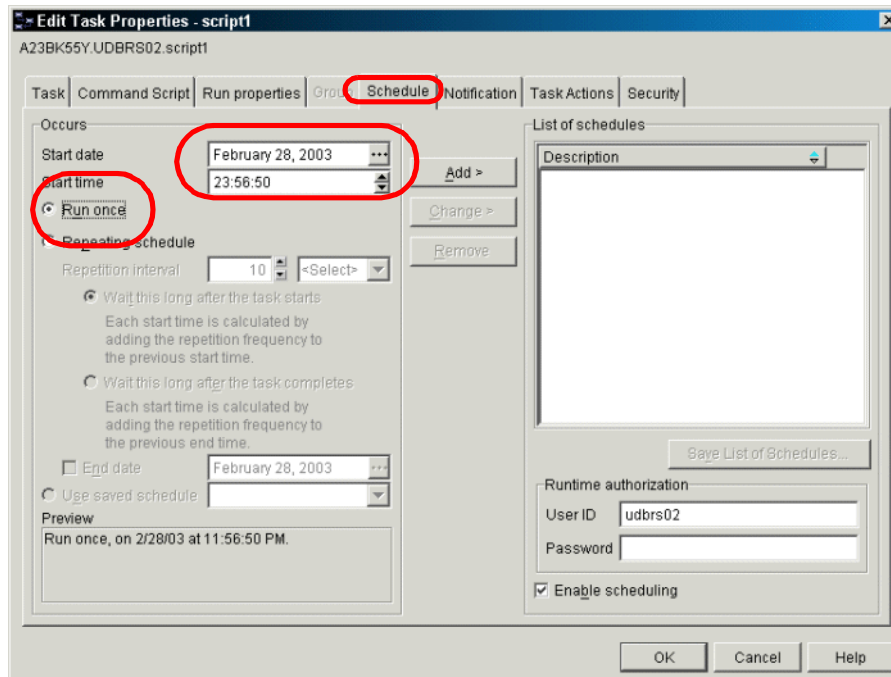 Edit Task Properties - script1
A23BK55Y.UDBRS02.script1
Task Command Script Run properties Group Schedule Notification Task Actions Security
Occurs
Start date February 28, 2003 ...
Start time 23:56:50
Run once
Repeating schedule
Repetition interval 10 <Select>
Wait this long after the task starts
Each start time is calculated by
adding the repetition frequency to
the previous start time.
Wait this long after the task completes
Each start time is calculated by
adding the repetition frequency to
the previous end time.
End date February 28, 2003 ...
Use saved schedule
Preview
Run once, on 2/28/03 at 11:56:50 PM.
Add >
Change >
Remove
List of schedules
Description
Save List of Schedules...
Runtime authorization
User ID udbrs02
Password
Enable scheduling
OK Cancel Help